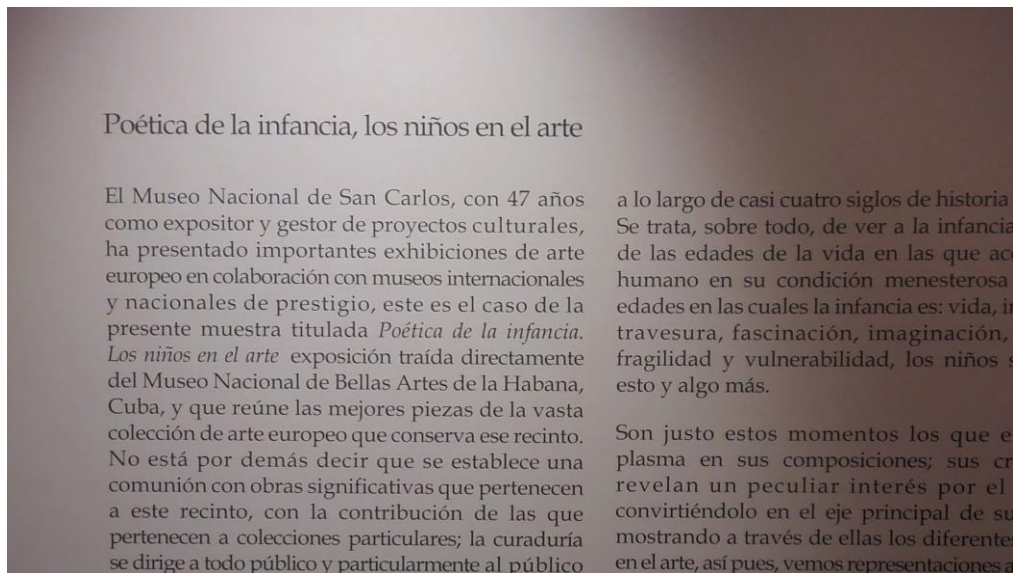 Poética de la infancia, los niños en el arte
El Museo Nacional de San Carlos, con 47 años
como expositor y gestor de proyectos culturales,
ha presentado importantes exhibiciones de arte
europeo en colaboración con museos internacionales
y nacionales de prestigio, este es el caso de la
presente muestra titulada Poética de la infancia.
Los niños en el arte exposición traída directamente
del Museo Nacional de Bellas Artes de la Habana,
Cuba, y que reúne las mejores piezas de la vasta
colección de arte europeo que conserva ese recinto.
No está por demás decir que se establece una
comunión con obras significativas que pertenecen
a este recinto, con la contribución de las que
pertenecen a colecciones particulares; la curaduría
se dirige a todo público y particularmente al público
a lo largo de casi cuatro siglos de historia
Se trata, sobre todo, de ver a la infancia
de las edades de la vida en las que
humano en su condición menesterosa
edades en las cuales la infancia es: vida,
travesura, fascinación, imaginación,
fragilidad y vulnerabilidad, los niños
esto y algo más.
Son justo estos momentos los que
plasma en sus composiciones; sus
revelan un peculiar interés por el
convirtiéndolo en el eje principal de
mostrando a través de ellas los
en el arte, así pues, vemos representaciones